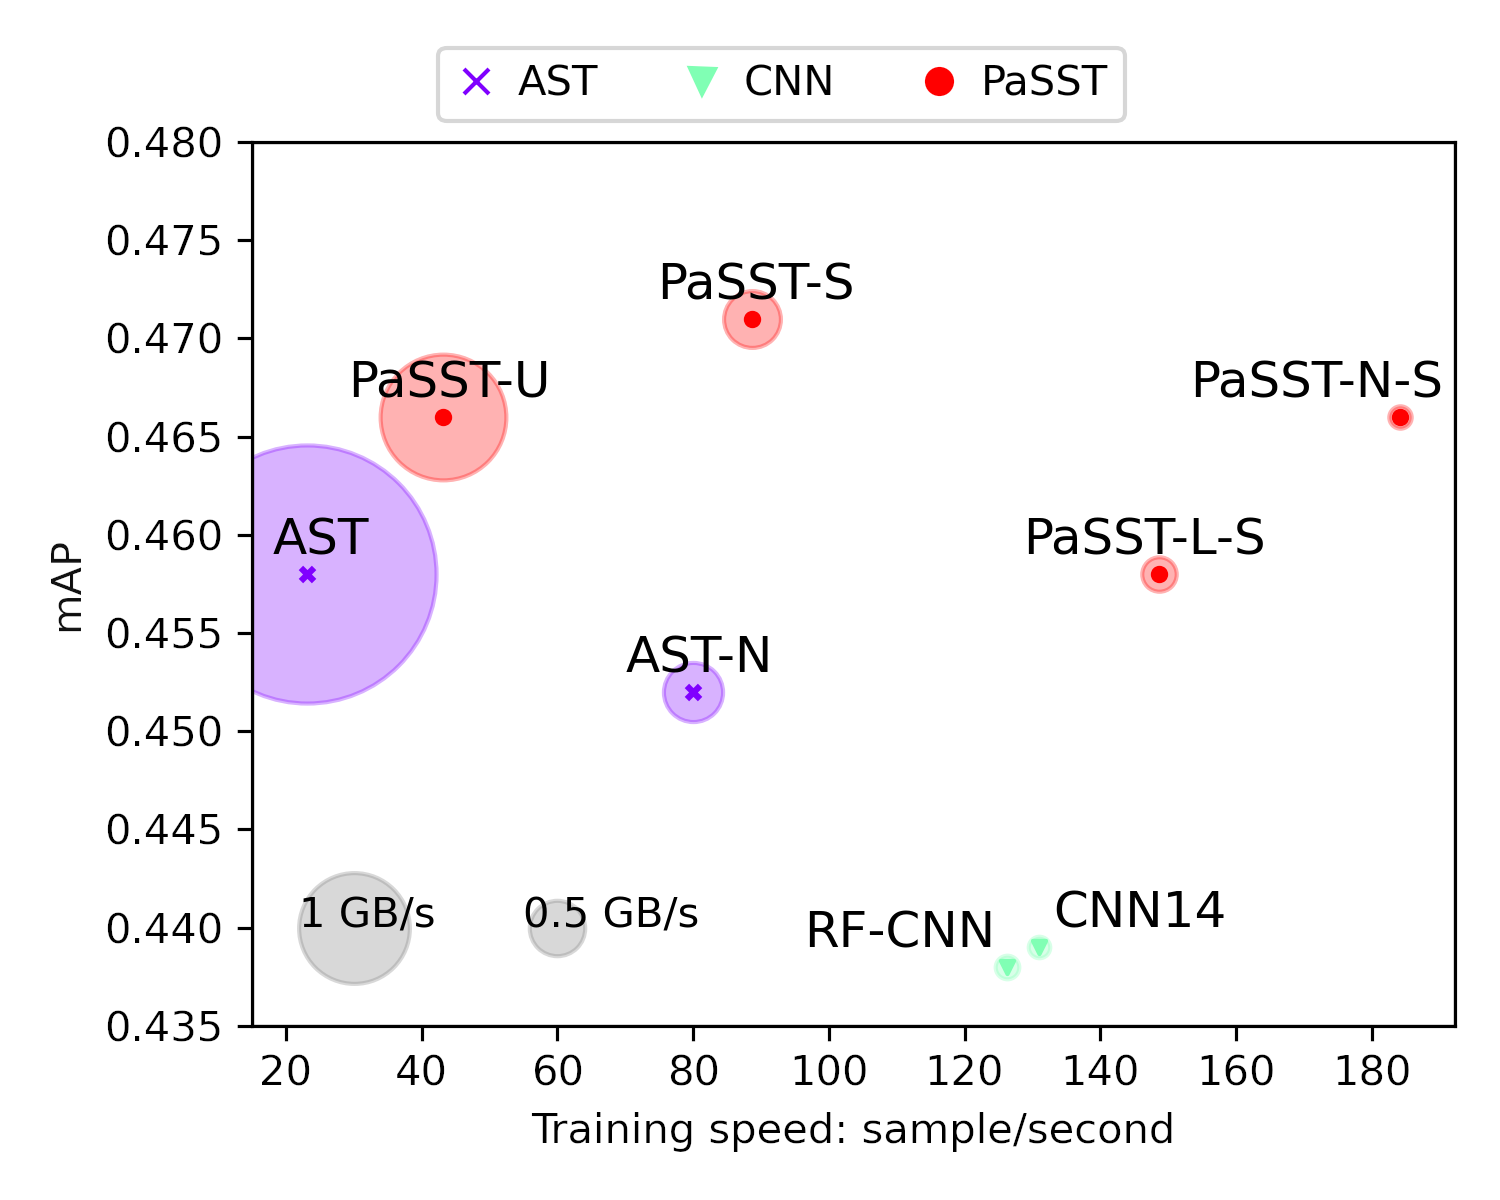 AST CNN PaSST
0.480
0.475
0.470
0.465
0.460
0.455
0.450
0.445
0.440
0.435
mAP
PaSST-S
PaSST-U
PaSST-N-S
AST
PaSST-L-S
AST-N
1 GB/s
0.5 GB/s
RF-CNN
CNN14
20 40 60 80 100 120 140 160 180
Training speed: sample/second